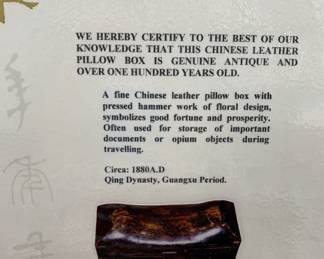 WE HEREBY CERTIFY TO THE BEST OF OUR
KNOWLEDGE THAT THIS CHINESE LEATHER
PILLOW BOX IS GENUINE ANTIQUE AND
OVER ONE HUNDRED YEARS OLD.
A fine Chinese leather pillow box with
pressed hammer work of floral design,
symbolizes good fortune and prosperity.
Often used for storage of important
documents or opium objects during
travelling.
Circa: 1880A.D
Qing Dynasty, Guangxu Period.